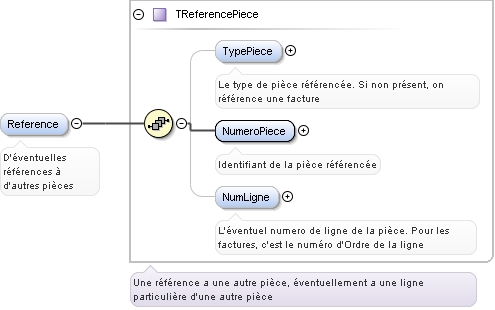 TReferencePiece
TypePiece
Le type de pièce référencée. Si non présent, on
référence une facture
Reference
D'éventuelles
références à
d'autres pièces
NumeroPiece
Identifiant de la pièce référencée
NumLigne
L'éventuel numero de ligne de la pièce. Pour les
factures, c'est le numéro d'Ordre de la ligne
Une référence a une autre pièce, éventuellement a une ligne
particulière d'une autre pièce